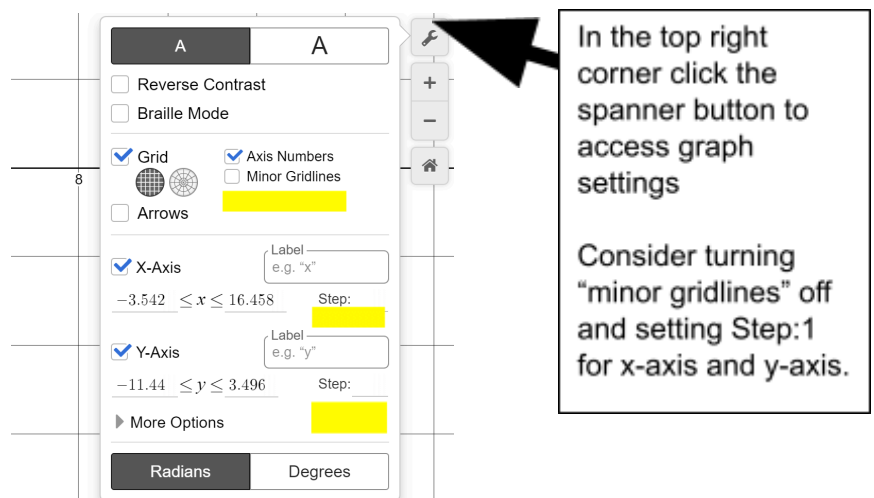 A A
Reverse Contrast
Braille Mode
Grid
Axis Numbers
Minor Gridlines
Arrows
X-Axis
Label
e.g. “x”
−3.542 ≤ x ≤ 16.458 Step:
Y-Axis
Label
e.g. “y”
−11.44 ≤ y ≤ 3.496 Step:
More Options
Radians Degrees
8
+
−
In the top right
corner click the
spanner button to
access graph
settings
Consider turning
“minor gridlines” off
and setting Step:1
for x-axis and y-axis.